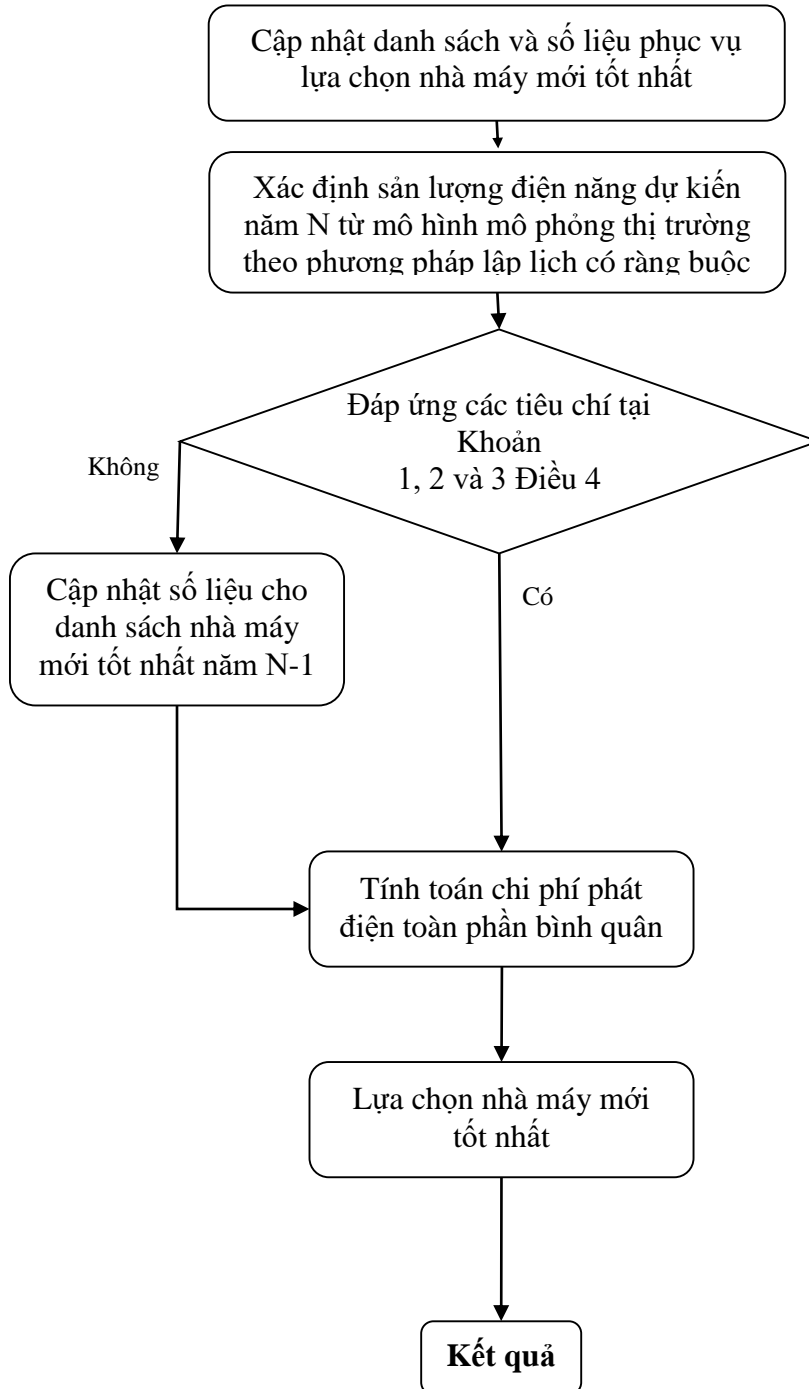 Cập nhật danh sách và số liệu phục vụ
lựa chọn nhà máy mới tốt nhất
Xác định sản lượng điện năng dự kiến
năm N từ mô hình mô phỏng thị trường
theo phương pháp lập lịch có ràng buộc
Đáp ứng các tiêu chí tại
Khoản
1, 2 và 3 Điều 4
Không
Có
Cập nhật số liệu cho
danh sách nhà máy
mới tốt nhất năm N-1
Tính toán chi phí phát
điện toàn phần bình quân
Lựa chọn nhà máy mới
tốt nhất
Kết quả